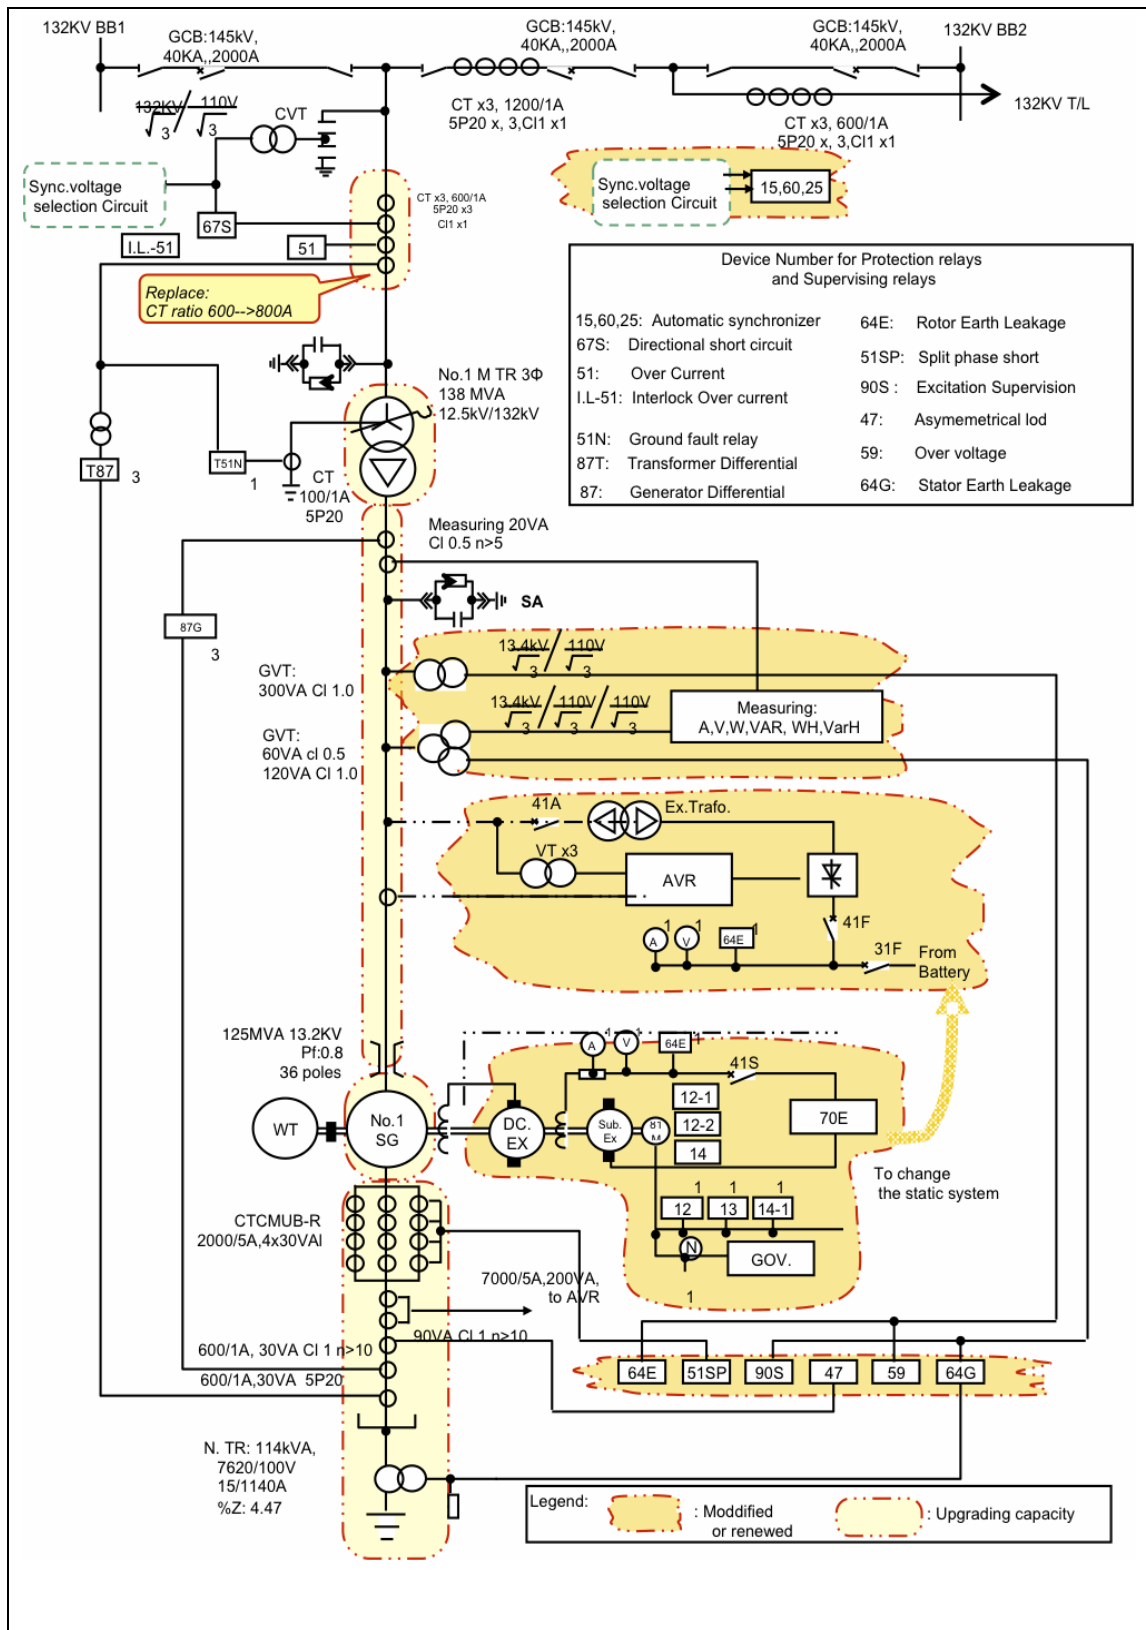 132KV BB1
GCB:145kV,
40KA,,2000A
GCB:145kV,
40KA,,2000A
GCB:145kV,
40KA,,2000A
132KV BB2
132KV
√3
110V
√3
CVT
CT x3, 1200/1A
5P20 x, 3,Cl1 x1
CT x3, 600/1A
5P20 x, 3,Cl1 x1
132KV T/L
Sync.voltage
selection Circuit
67S
I.L.-51
51
CT x3, 600/1A
5P20 x3
Cl1 x1
Sync.voltage
selection Circuit
15,60,25
Replace:
CT ratio 600-->800A
Device Number for Protection relays
and Supervising relays
15,60,25: Automatic synchronizer
67S: Directional short circuit
51: Over Current
I.L-51: Interlock Over current
51N: Ground fault relay
87T: Transformer Differential
87: Generator Differential
64E: Rotor Earth Leakage
51SP: Split phase short
90S : Excitation Supervision
47: Asymemetrical lod
59: Over voltage
64G: Stator Earth Leakage
No.1 M TR 3Φ
138 MVA
12.5kV/132kV
T87
3
T51N
1
CT
100/1A
5P20
Measuring 20VA
Cl 0.5 n>5
SA
87G
3
GVT:
300VA Cl 1.0
13.4kV
√3
110V
√3
GVT:
60VA cl 0.5
120VA Cl 1.0
13.4kV
√3
110V
√3
110V
√3
Measuring:
A,V,W,VAR, WH,VarH
41A
Ex.Trafo.
VT x3
AVR
41F
A
1
V
1
64E
1
31F
From
Battery
125MVA 13.2KV
Pf:0.8
36 poles
WT
No.1
SG
DC.
EX
Sub.
Ex
A
1
V
1
64E
1
41S
12-1
12-2
14
70E
To change
the static system
1
1
1
12
13
14-1
N
GOV.
1
CTCMUB-R
2000/5A,4x30VAl
7000/5A,200VA,
to AVR
90VA Cl 1 n>10
600/1A, 30VA Cl 1 n>10
600/1A,30VA 5P20
64E
51SP
90S
47
59
64G
N. TR: 114kVA,
7620/100V
15/1140A
%Z: 4.47
Legend:
: Moddified
or renewed
: Upgrading capacity